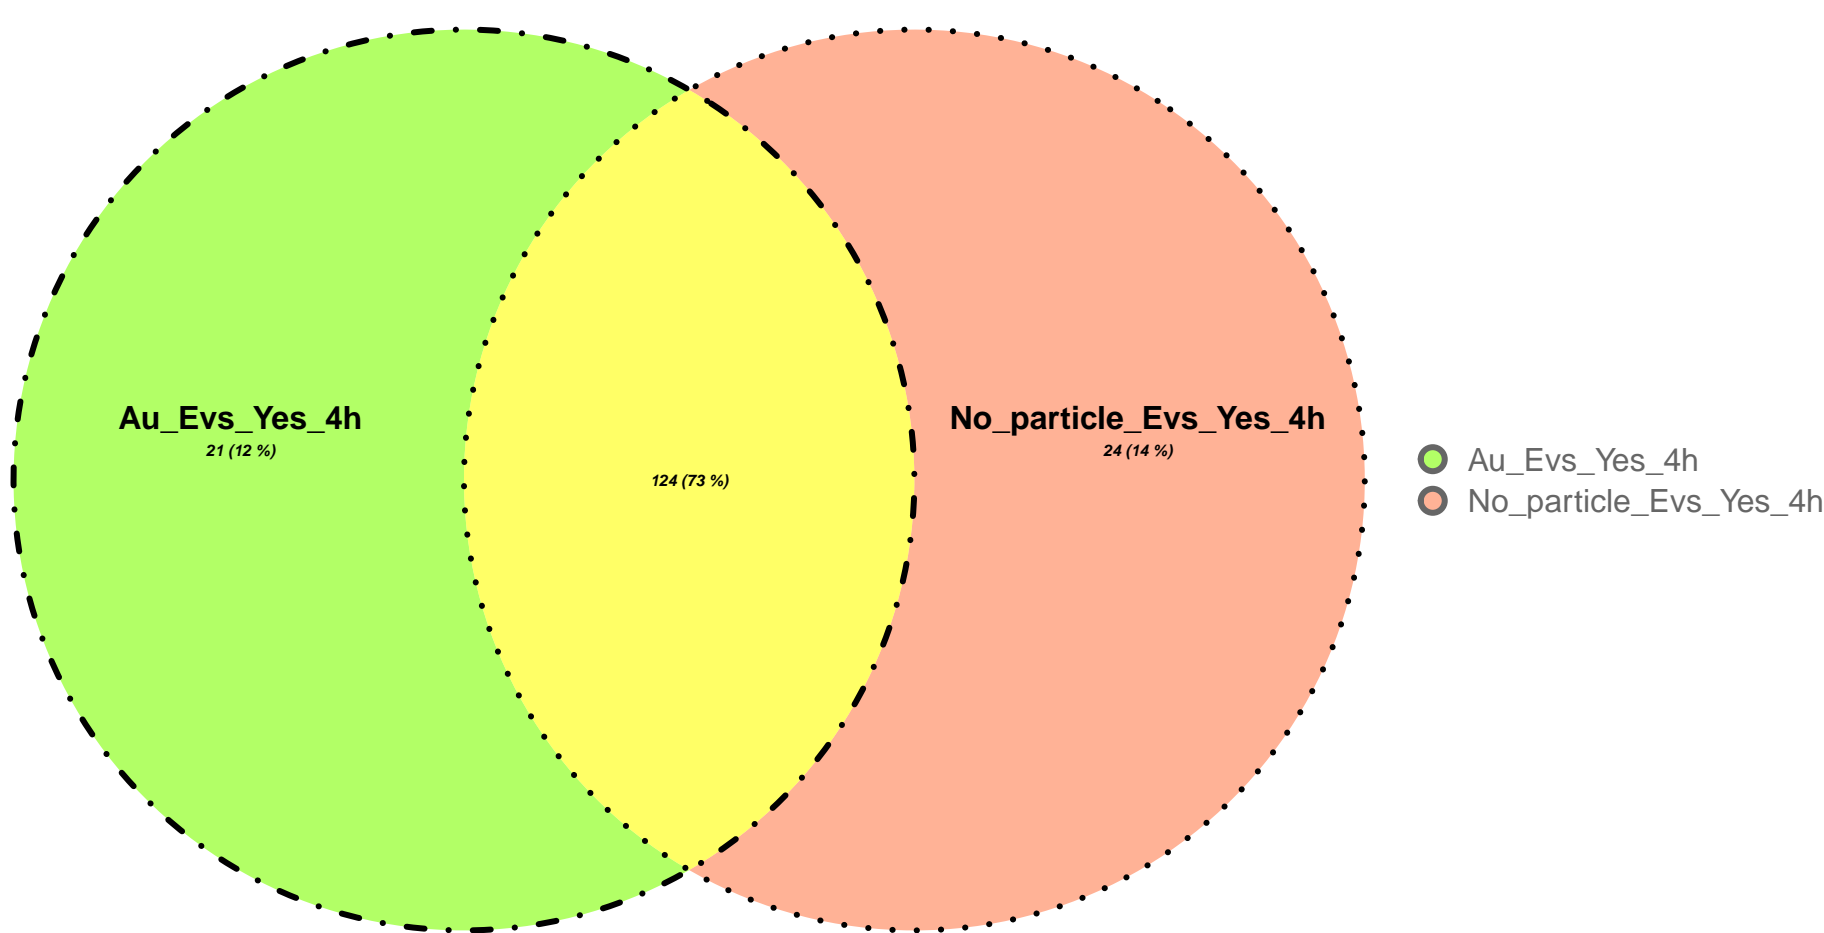 Au_Evs_Yes_4h
21 (12 %)
124 (73 %)
No_particle_Evs_Yes_4h
24 (14 %)
Au_Evs_Yes_4h
No_particle_Evs_Yes_4h